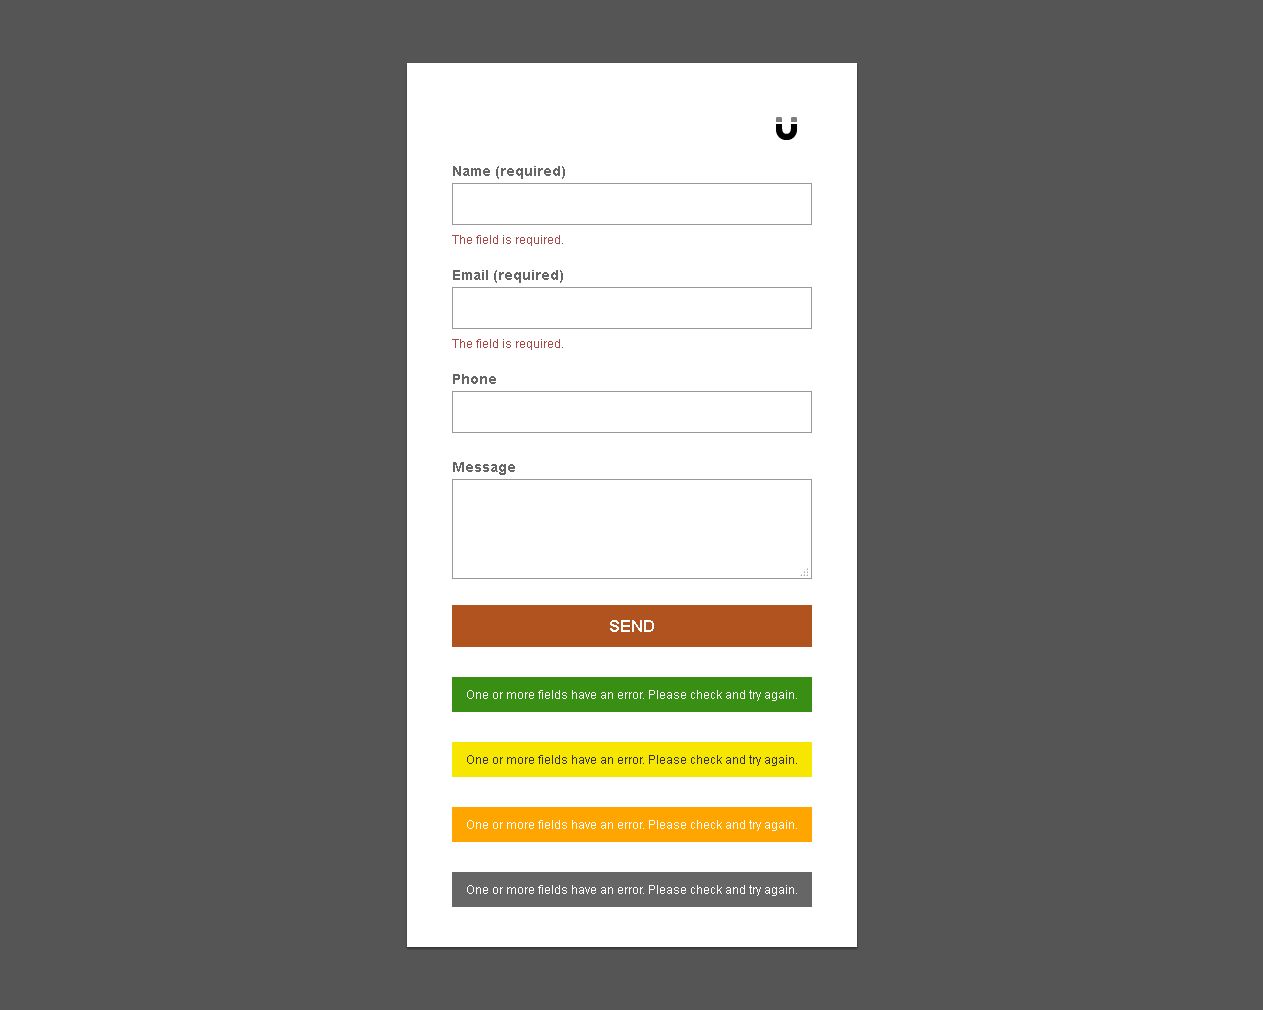 Name (required)
The field is required.
Email (required)
The field is required.
Phone
Message
SEND
One or more fields have an error. Please check and try again.
One or more fields have an error. Please check and try again.
One or more fields have an error. Please check and try again.
One or more fields have an error. Please check and try again.